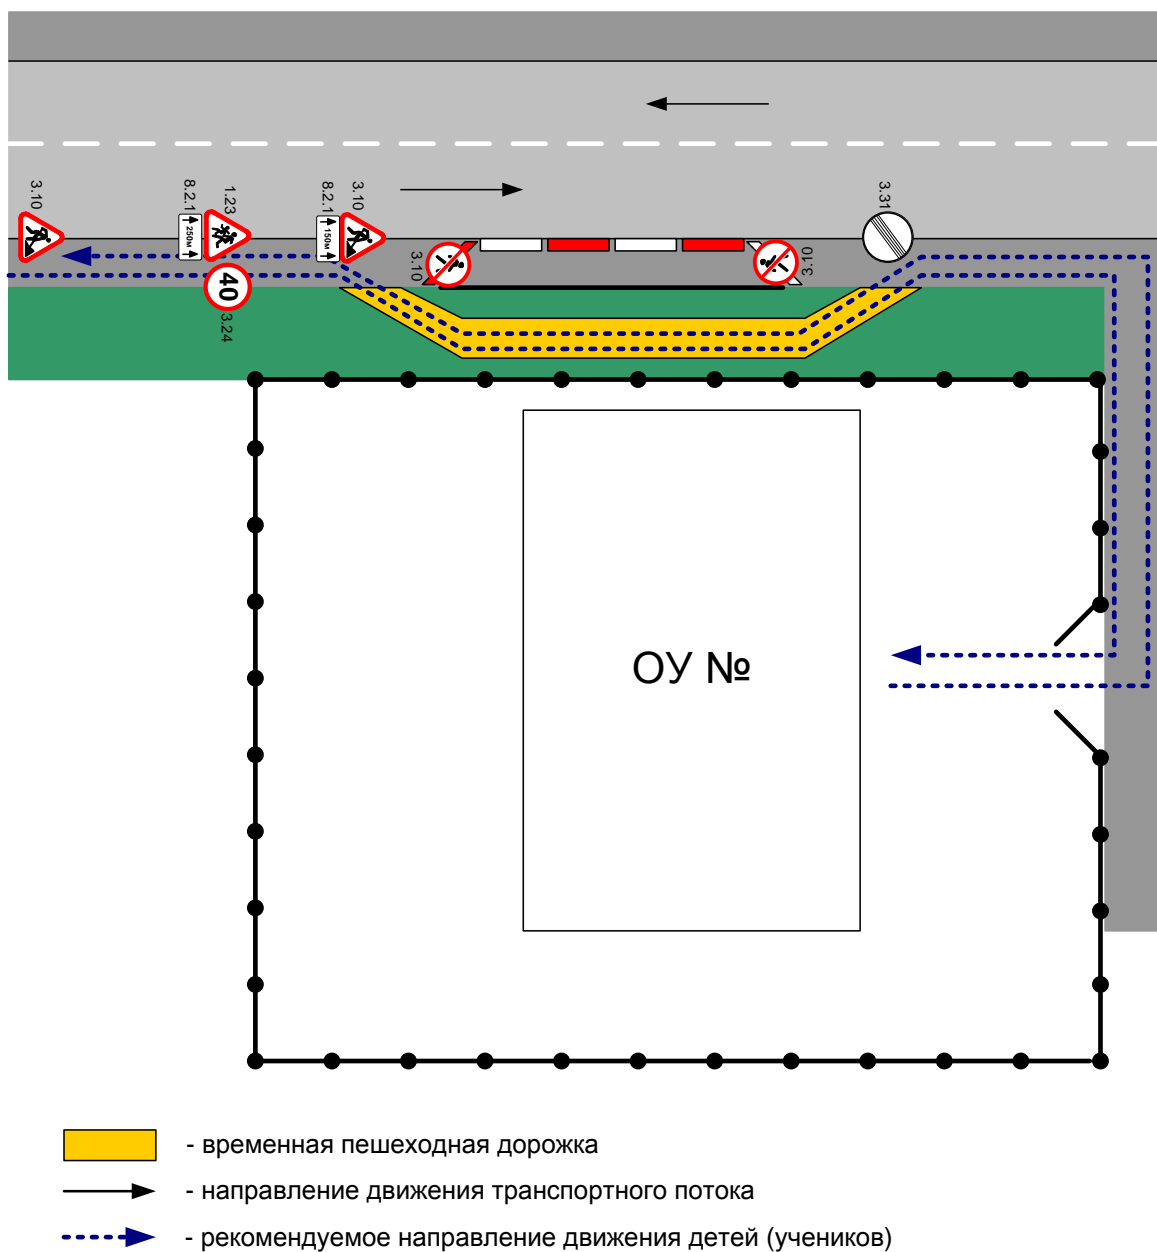 3.10
8.2.1
250м
1.23
40
3.24
8.2.1
150м
3.10
3.10
3.10
3.31
ОУ №
- временная пешеходная дорожка
- направление движения транспортного потока
- рекомендуемое направление движения детей (учеников)